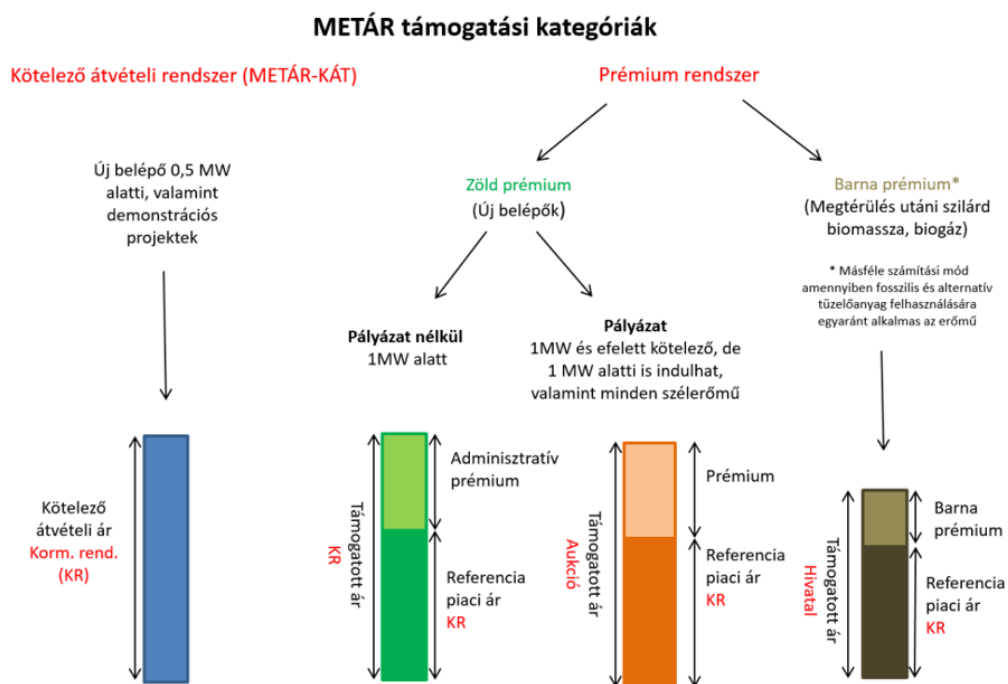 METÁR támogatási kategóriák
Kötelező átvételi rendszer (METÁR-KÁT)
Prémium rendszer
Új belépő 0,5 MW
alatti, valamint
demonstrációs
projektek
Zöld prémium
(Új belépők)
Barna prémium*
(Megtérülés utáni szilárd
biomassza, biogáz)
* Másféle számítási mód
amennyiben fosszilis és alternatív
tüzelőanyag felhasználására
egyaránt alkalmas az erőmű
Pályázat nélkül
1MW alatt
Pályázat
1MW és efelett kötelező, de
1 MW alatti is indulhat,
valamint minden szélerőmű
Kötelező
átvételi ár
Korm. rend.
(KR)
Támogatott ár
KR
Adminisztratív
prémium
Referencia
piaci ár
KR
Támogatott ár
Aukció
Prémium
Referencia
piaci ár
KR
Támogatott ár
Hivatal
Barna
prémium
Referencia
piaci ár
KR